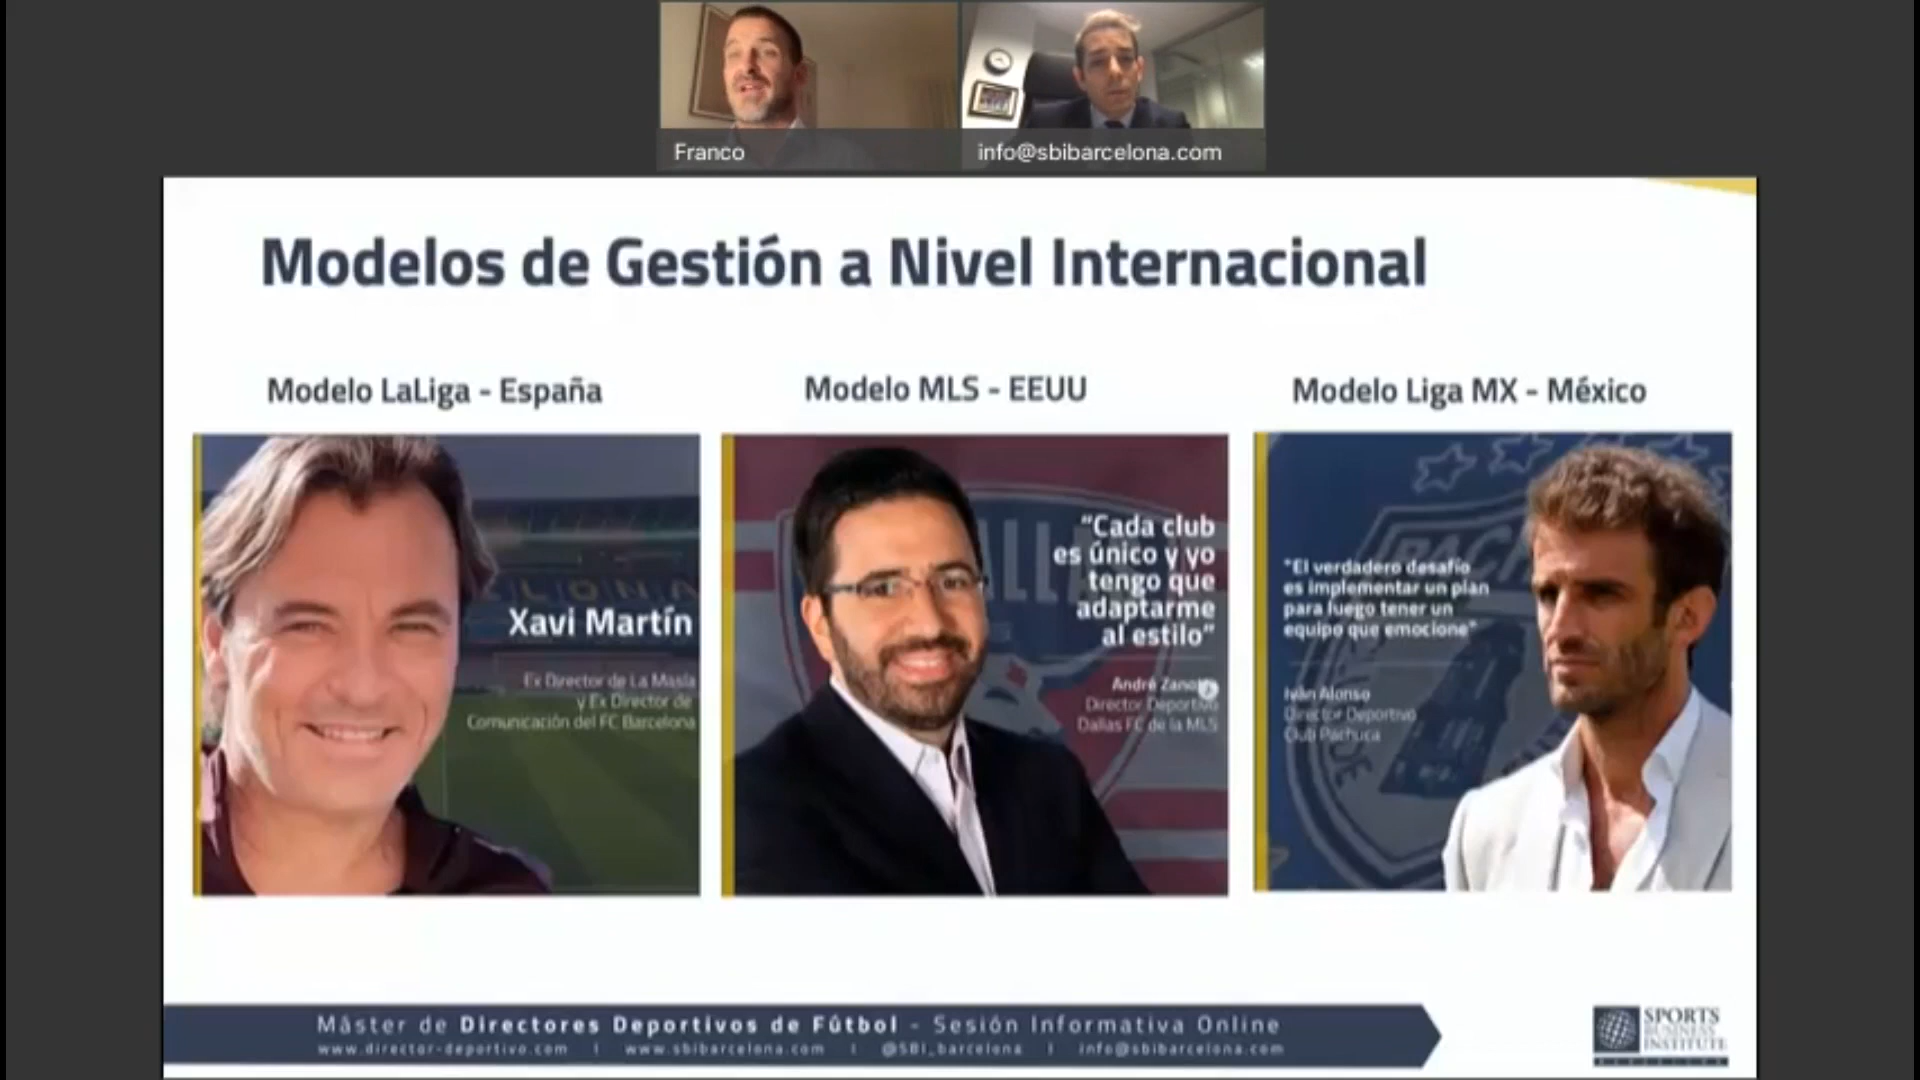 Franco
info@sbibarcelona.com
Modelos de Gestión a Nivel Internacional
Modelo LaLiga - España
Modelo MLS - EEUU
Modelo Liga MX - México
Xavi Martín
Ex Director de La Masía
y Ex Director de
Comunicación del FC Barcelona
"Cada club
es único y yo
tengo que
adaptarme
al estilo"
André
Director Deportivo
Dallas FC de la MLS
"El verdadero desafío
es implementar un plan
para luego tener un
equipo que emocione"
Iván Alonso
Director Deportivo
Club Pachuca
Máster de Directores Deportivos de Fútbol - Sesión Informativa Online
www.director-deportivo.com | www.sbibarcelona.com | @SBI_barcelona | info@sbibarcelona.com
SPORTS
BUSINESS
INSTITUTE
BARCELONA